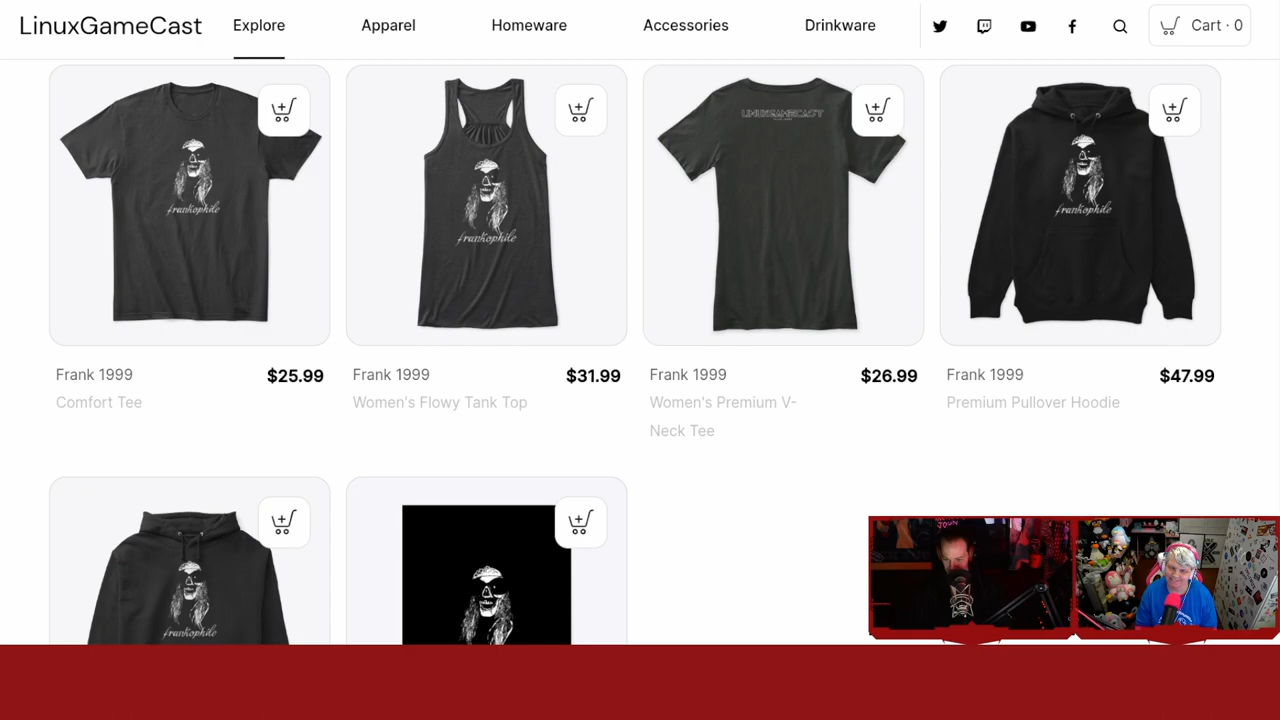 LinuxGameCast
Explore
Apparel
Homeware
Accessories
Drinkware
Cart · 0
frankophile
frankophile
LINUXGAMECAST
frankophile
Frank 1999
$25.99
Comfort Tee
Frank 1999
$31.99
Women's Flowy Tank Top
Frank 1999
$26.99
Women's Premium V-
Neck Tee
Frank 1999
$47.99
Premium Pullover Hoodie
frankophile